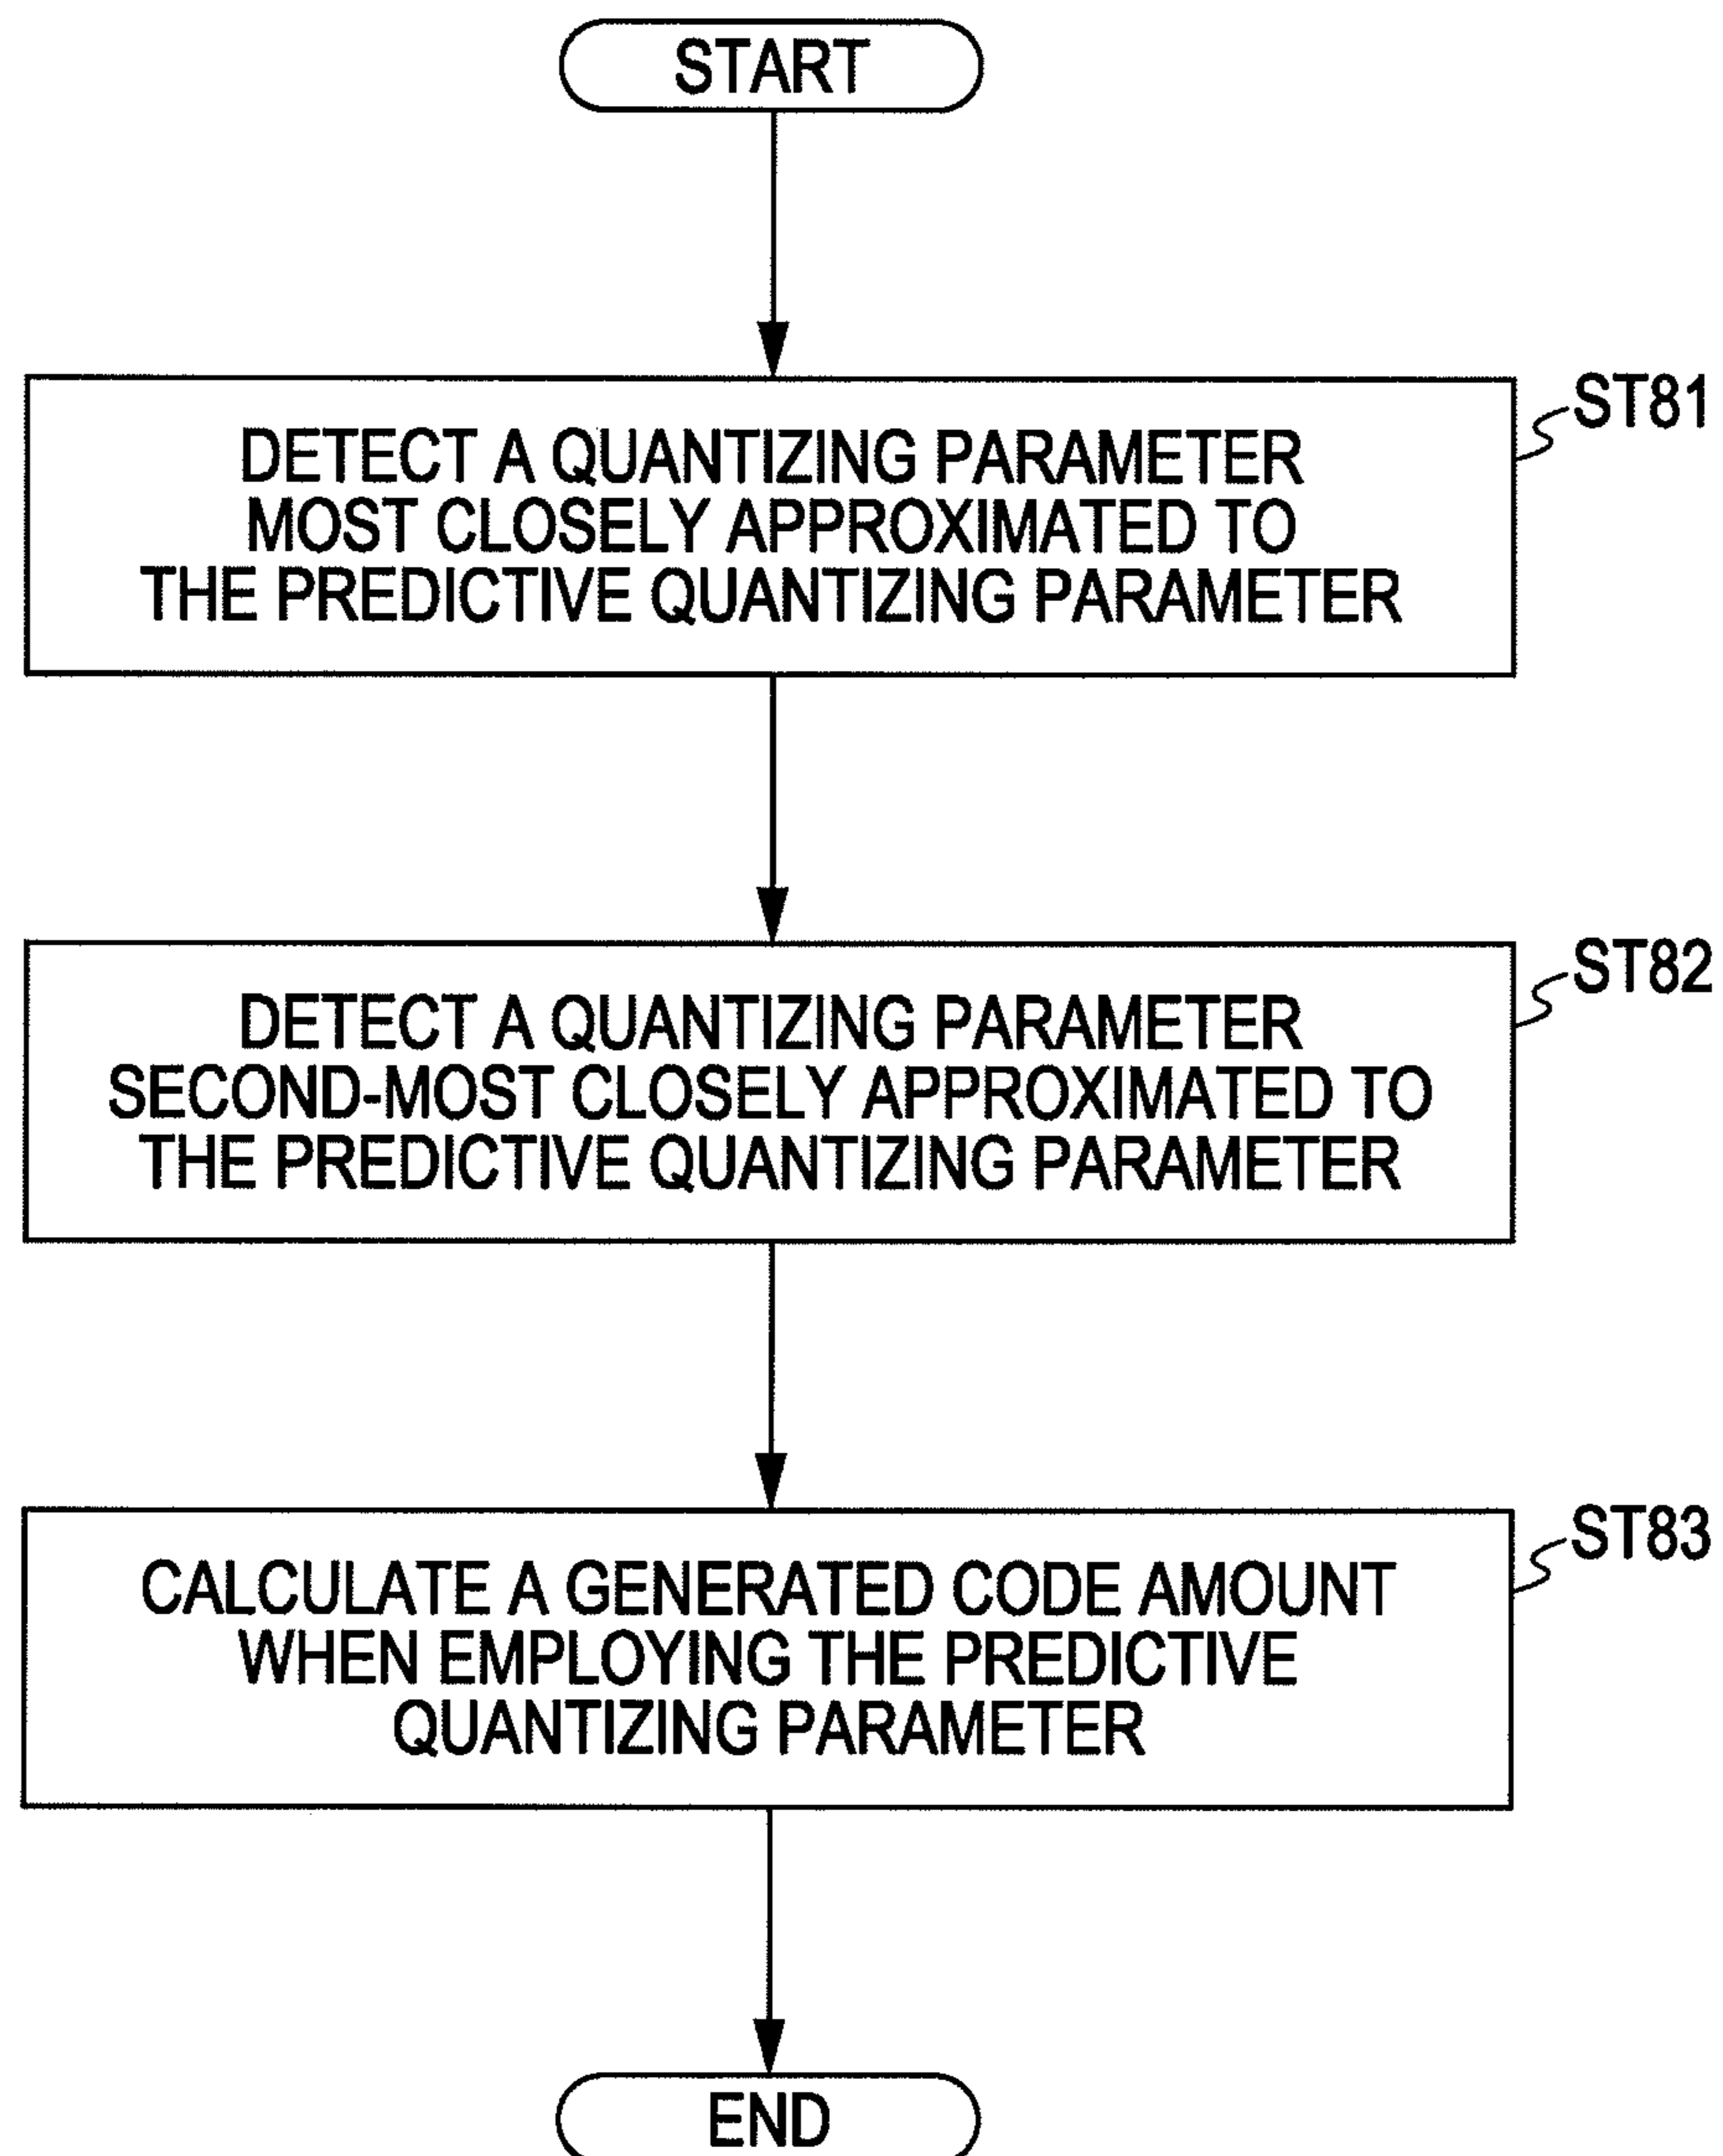 START
ST81
DETECT A QUANTIZING PARAMETER
MOST CLOSELY APPROXIMATED TO
THE PREDICTIVE QUANTIZING PARAMETER
ST82
DETECT A QUANTIZING PARAMETER
SECOND-MOST CLOSELY APPROXIMATED TO
THE PREDICTIVE QUANTIZING PARAMETER
ST83
CALCULATE A GENERATED CODE AMOUNT
WHEN EMPLOYING THE PREDICTIVE
QUANTIZING PARAMETER
END